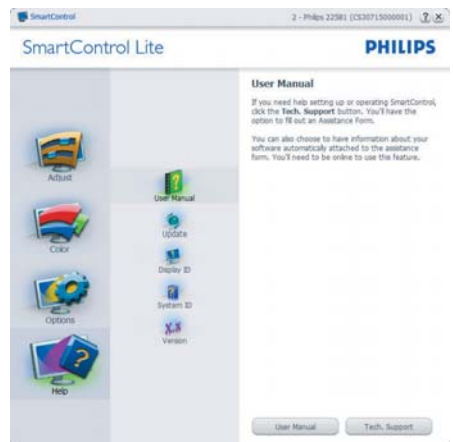 SmartControl
2 - Philips 225B1 (CS30715000001)
SmartControl Lite
PHILIPS
Adjust
Color
Options
Help
User Manual
Update
Display ID
System ID
Version
User Manual
If you need help setting up or operating SmartControl,
click the Tech. Support button. You'll have the
option to fill out an Assistance Form.
You can also choose to have information about your
software automatically attached to the assistance
form. You'll need to be online to use this feature.
User Manual
Tech. Support